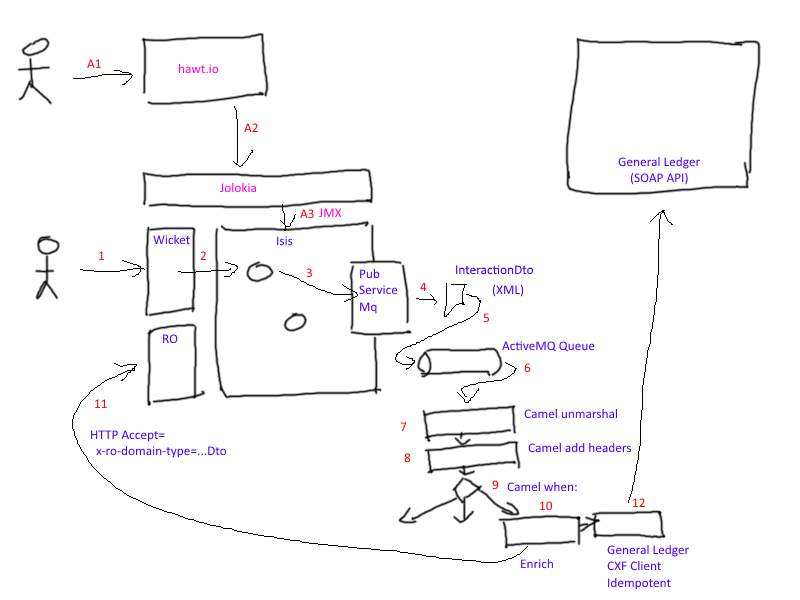 A1
hawt.io
A2
Jolokia
A3 JMX
General Ledger
(SOAP API)
1
Wicket
2
Isis
3
Pub
Service
Mq
4
InteractionDto
(XML)
5
RO
ActiveMQ Queue
6
11
HTTP Accept=
x-ro-domain-type=...Dto
7
Camel unmarshal
8
Camel add headers
9
Camel when:
10
Enrich
12
General Ledger
CXF Client
Idempotent